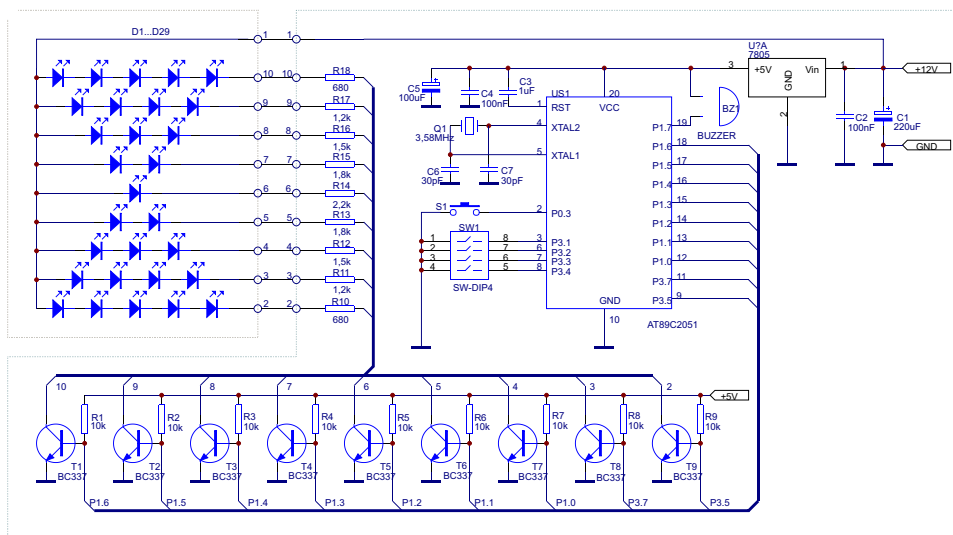 D1...D29
1 1
10 10 R18
680
9 9 R17
1,2k
8 8 R16
1,5k
7 7 R15
1,8k
6 6 R14
2,2k
5 5 R13
1,8k
4 4 R12
1,5k
3 3 R11
1,2k
2 2 R10
680
C5
100uF
C4
100nF
C3
1uF
Q1
3,58MHz
C6
30pF
C7
30pF
S1
SW1
1 8
2 7
3 6
4 5
SW-DIP4
US1
20
VCC
1 RST
4 XTAL2
5 XTAL1
2 P0.3
3 P3.1
6 P3.2
7 P3.3
8 P3.4
GND
10
AT89C2051
P1.7 19
P1.6 18
P1.5 17
P1.4 16
P1.3 15
P1.2 14
P1.1 13
P1.0 12
P3.7 11
P3.5 9
BZ1
BUZZER
U?A
7805
3 +5V Vin 1
GND
2
+12V
C2
100nF
C1
220uF
+
+
GND
10 9 8 7 6 5 4 3 2
+5V
R1
10k
R2
10k
R3
10k
R4
10k
R5
10k
R6
10k
R7
10k
R8
10k
R9
10k
T1
BC337
T2
BC337
T3
BC337
T4
BC337
T5
BC337
T6
BC337
T7
BC337
T8
BC337
T9
BC337
P1.6 P1.5 P1.4 P1.3 P1.2 P1.1 P1.0 P3.7 P3.5